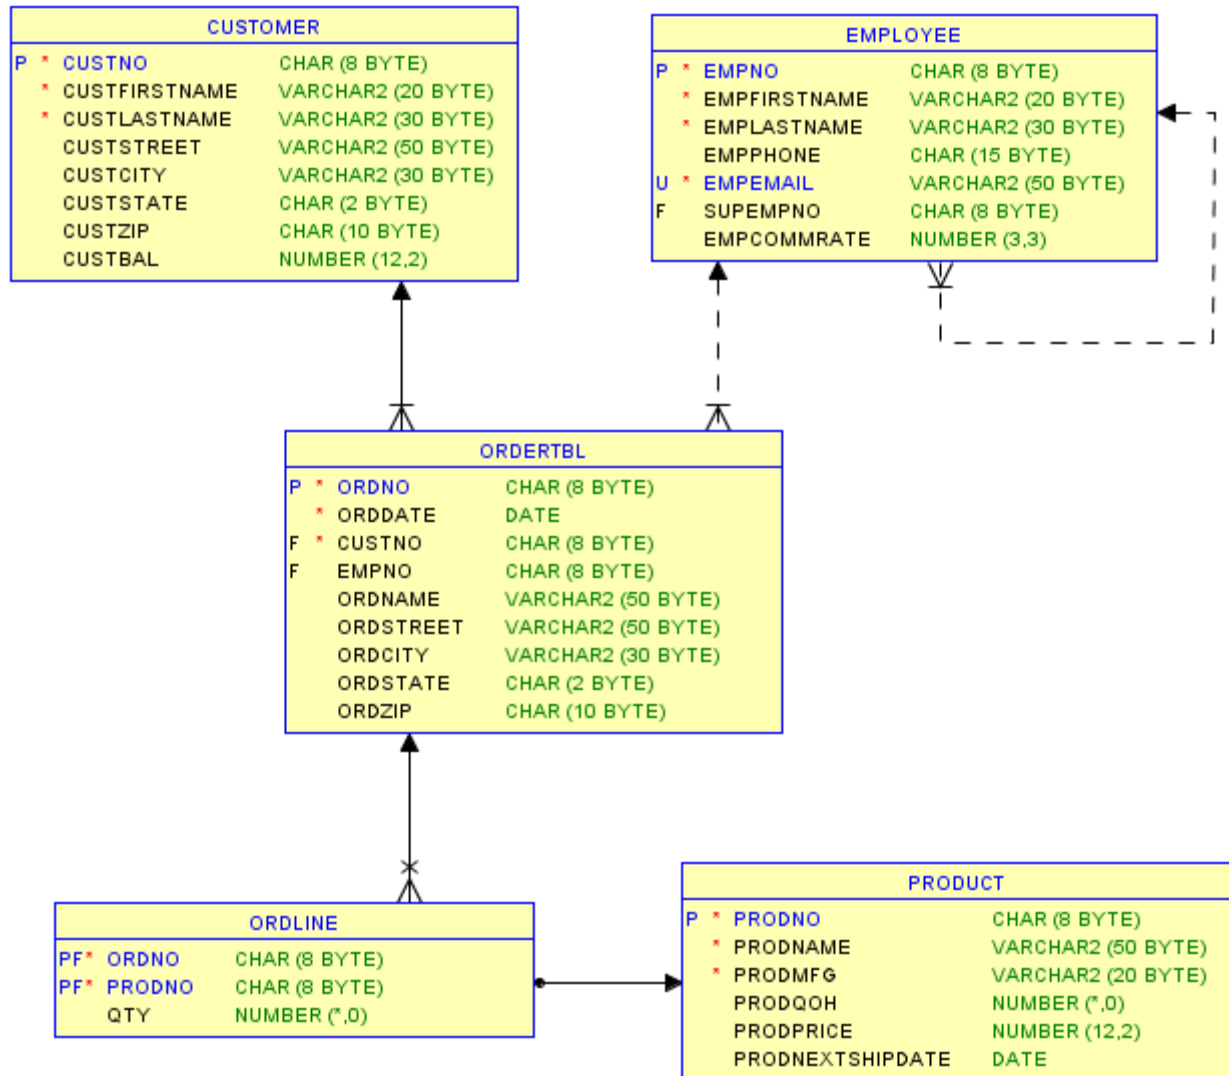 CUSTOMER
P * CUSTNO CHAR (8 BYTE)
* CUSTFIRSTNAME VARCHAR2 (20 BYTE)
* CUSTLASTNAME VARCHAR2 (30 BYTE)
CUSTSTREET VARCHAR2 (50 BYTE)
CUSTCITY VARCHAR2 (30 BYTE)
CUSTSTATE CHAR (2 BYTE)
CUSTZIP CHAR (10 BYTE)
CUSTBAL NUMBER (12,2)
EMPLOYEE
P * EMPNO CHAR (8 BYTE)
* EMPFIRSTNAME VARCHAR2 (20 BYTE)
* EMPLASTNAME VARCHAR2 (30 BYTE)
EMPPHONE CHAR (15 BYTE)
U * EMPEMAIL VARCHAR2 (50 BYTE)
F SUPEMPNO CHAR (8 BYTE)
EMPCOMMRATE NUMBER (3,3)
ORDERTBL
P * ORDNO CHAR (8 BYTE)
* ORDDATE DATE
F * CUSTNO CHAR (8 BYTE)
F EMPNO CHAR (8 BYTE)
ORDNAME VARCHAR2 (50 BYTE)
ORDSTREET VARCHAR2 (50 BYTE)
ORDCITY VARCHAR2 (30 BYTE)
ORDSTATE CHAR (2 BYTE)
ORDZIP CHAR (10 BYTE)
ORDLINE
PF* ORDNO CHAR (8 BYTE)
PF* PRODNO CHAR (8 BYTE)
QTY NUMBER (*,0)
PRODUCT
P * PRODNO CHAR (8 BYTE)
* PRODNAME VARCHAR2 (50 BYTE)
* PRODMFG VARCHAR2 (20 BYTE)
PRODQOH NUMBER (*,0)
PRODPRICE NUMBER (12,2)
PRODNEXTSHIPDATE DATE